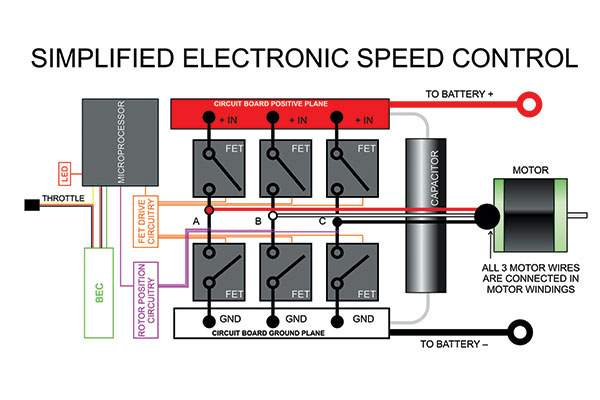 SIMPLIFIED ELECTRONIC SPEED CONTROL
CIRCUIT BOARD POSITIVE PLANE
TO BATTERY +
+ IN
+ IN
+ IN
MICROPROCESSOR
FET
FET
FET
LED
CAPACITOR
MOTOR
THROTTLE
FET DRIVE
CIRCUITRY
A
B
C
BEC
ROTOR POSITION
CIRCUITRY
FET
FET
FET
ALL 3 MOTOR WIRES
ARE CONNECTED IN
MOTOR WINDINGS
GND
GND
GND
CIRCUIT BOARD GROUND PLANE
TO BATTERY –